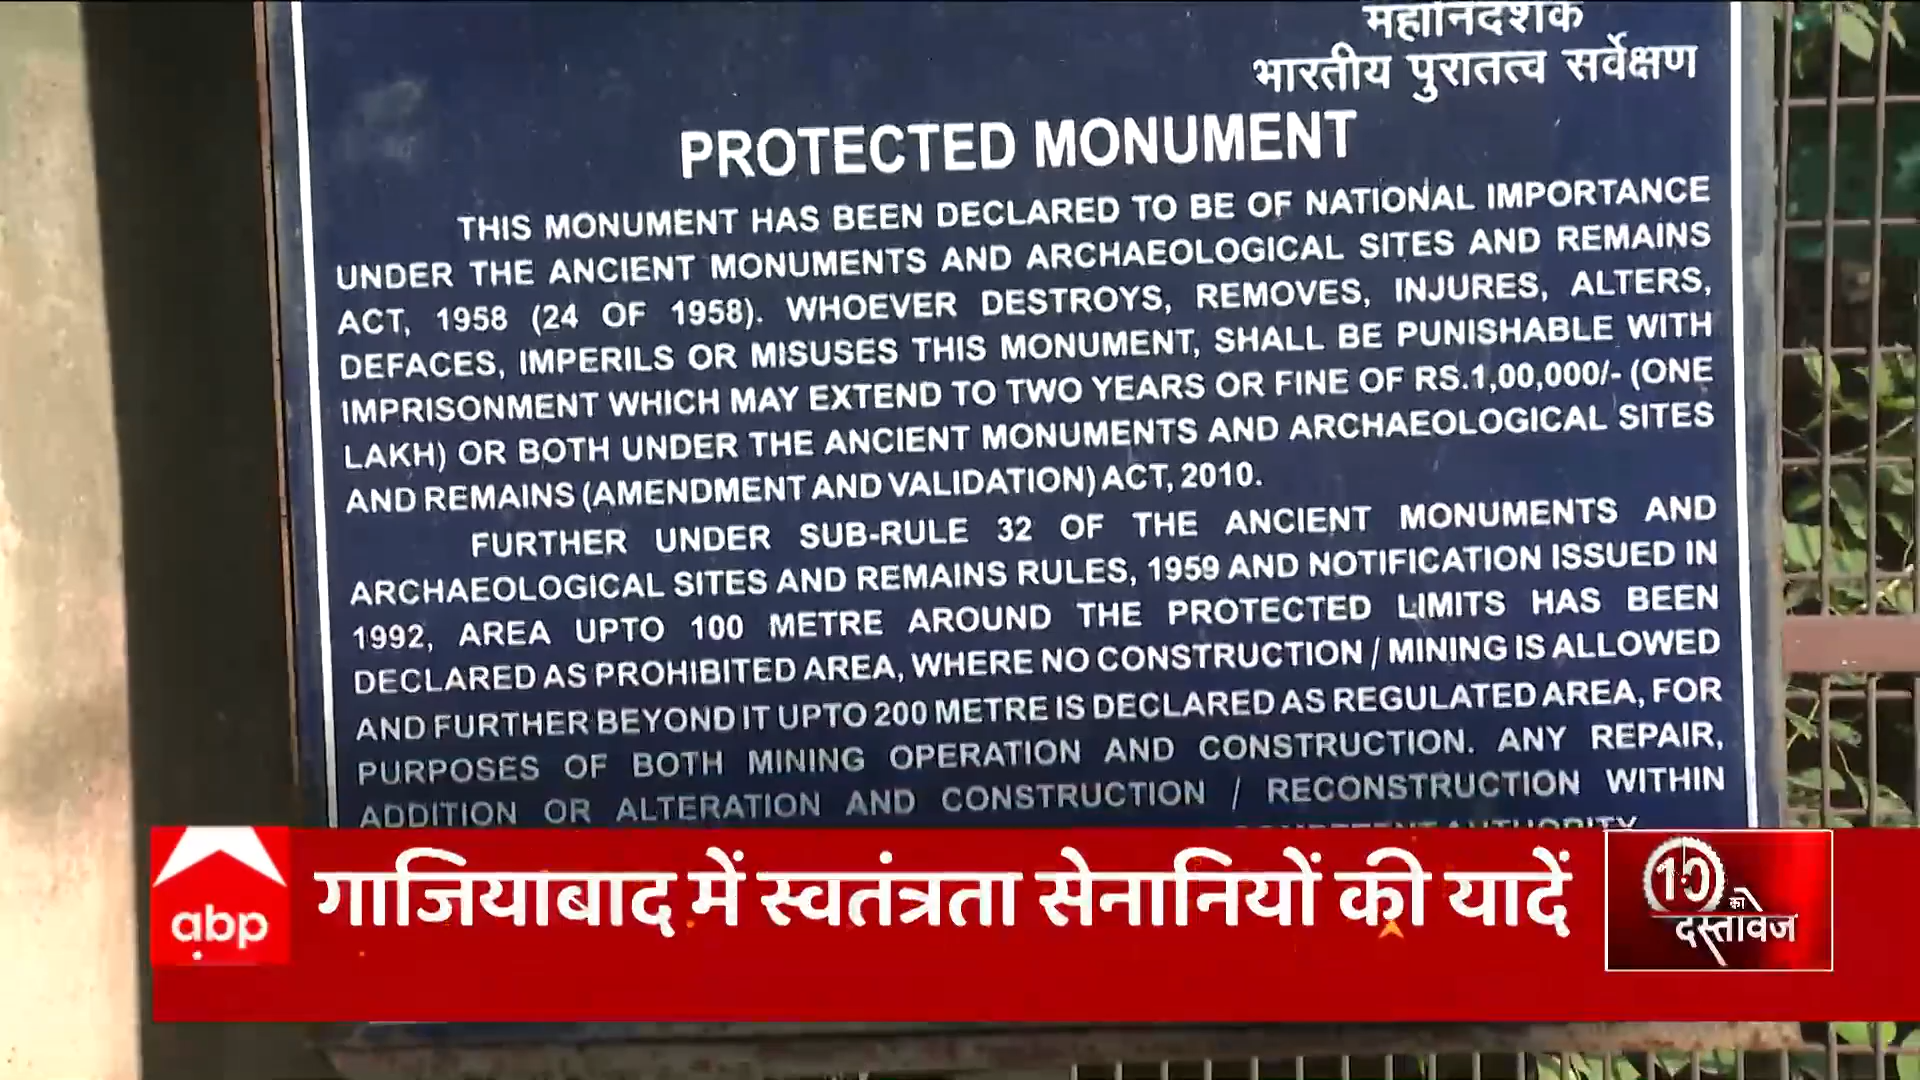 महानिदेशक
भारतीय पुरातत्व सर्वेक्षण
PROTECTED MONUMENT
THIS MONUMENT HAS BEEN DECLARED TO BE OF NATIONAL IMPORTANCE
UNDER THE ANCIENT MONUMENTS AND ARCHAEOLOGICAL SITES AND REMAINS
ACT, 1958 (24 OF 1958). WHOEVER DESTROYS, REMOVES, INJURES, ALTERS,
DEFACES, IMPERILS OR MISUSES THIS MONUMENT, SHALL BE PUNISHABLE WITH
IMPRISONMENT WHICH MAY EXTEND TO TWO YEARS OR FINE OF RS.1,00,000/- (ONE
LAKH) OR BOTH UNDER THE ANCIENT MONUMENTS AND ARCHAEOLOGICAL SITES
AND REMAINS (AMENDMENT AND VALIDATION) ACT, 2010.
FURTHER UNDER SUB-RULE 32 OF THE ANCIENT MONUMENTS AND
ARCHAEOLOGICAL SITES AND REMAINS RULES, 1959 AND NOTIFICATION ISSUED IN
1992, AREA UPTO 100 METRE AROUND THE PROTECTED LIMITS HAS BEEN
DECLARED AS PROHIBITED AREA, WHERE NO CONSTRUCTION / MINING IS ALLOWED
AND FURTHER BEYOND IT UPTO 200 METRE IS DECLARED AS REGULATED AREA, FOR
PURPOSES OF BOTH MINING OPERATION AND CONSTRUCTION. ANY REPAIR,
ADDITION OR ALTERATION AND CONSTRUCTION / RECONSTRUCTION WITHIN
AUTHORITY
abp
गाजियाबाद में स्वतंत्रता सेनानियों की यादें
10 का
दस्तावेज